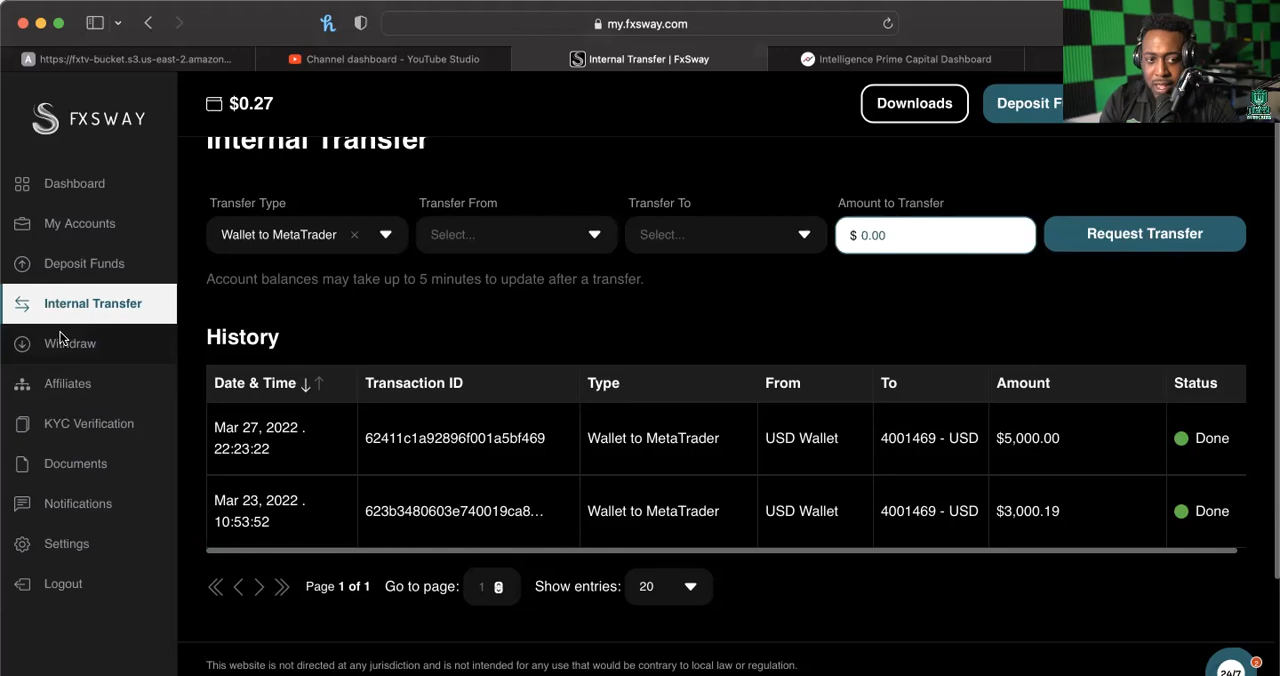 my.fxsway.com
https://fxtv-bucket.s3.us-east-2.amazon...
Channel dashboard - YouTube Studio
Internal Transfer | FxSway
Intelligence Prime Capital Dashboard
FXSWAY
$0.27
Downloads
Deposit F
Internal Transfer
Dashboard
My Accounts
Deposit Funds
Internal Transfer
Withdraw
Affiliates
KYC Verification
Documents
Notifications
Settings
Logout
Transfer Type
Transfer From
Transfer To
Amount to Transfer
Wallet to MetaTrader
Select...
Select...
$ 0.00
Request Transfer
Account balances may take up to 5 minutes to update after a transfer.
History
Date & Time
Transaction ID
Type
From
To
Amount
Status
Mar 27, 2022 .
22:23:22
62411c1a92896f001a5bf469
Wallet to MetaTrader
USD Wallet
4001469 - USD
$5,000.00
Done
Mar 23, 2022 .
10:53:52
623b3480603e740019ca8...
Wallet to MetaTrader
USD Wallet
4001469 - USD
$3,000.19
Done
Page 1 of 1
Go to page:
1
Show entries:
20
This website is not directed at any jurisdiction and is not intended for any use that would be contrary to local law or regulation.
24/7
2